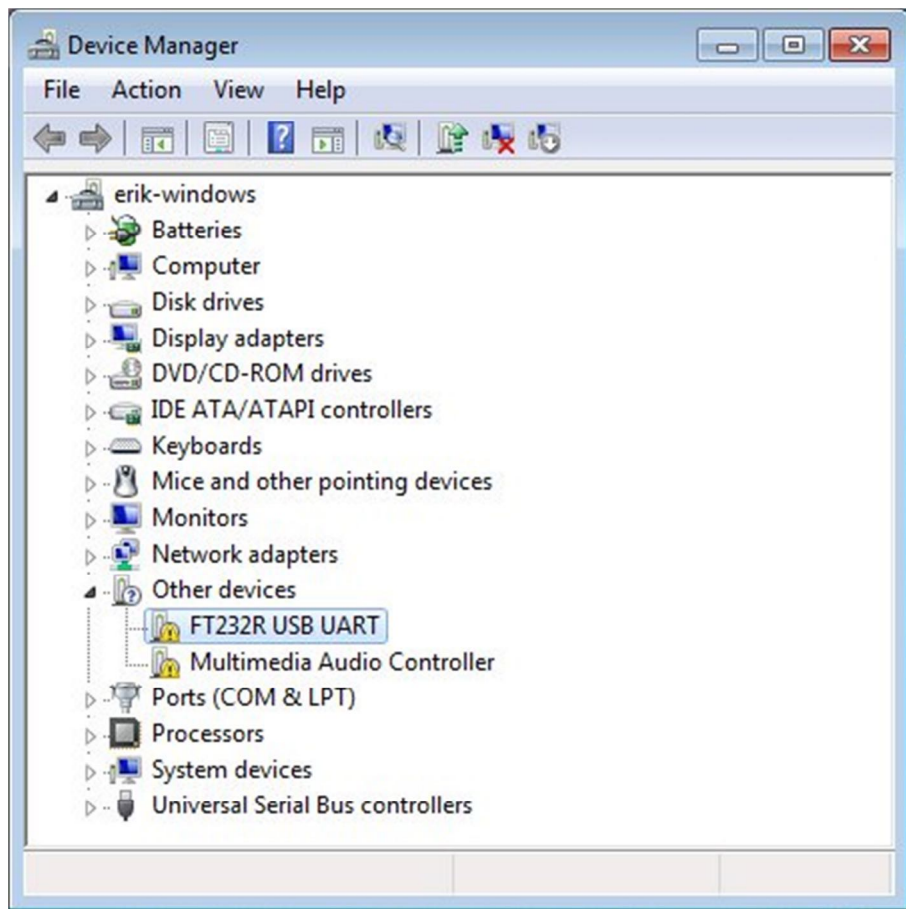 Device Manager
File Action View Help
erik-windows
Batteries
Computer
Disk drives
Display adapters
DVD/CD-ROM drives
IDE ATA/ATAPI controllers
Keyboards
Mice and other pointing devices
Monitors
Network adapters
Other devices
FT232R USB UART
Multimedia Audio Controller
Ports (COM & LPT)
Processors
System devices
Universal Serial Bus controllers